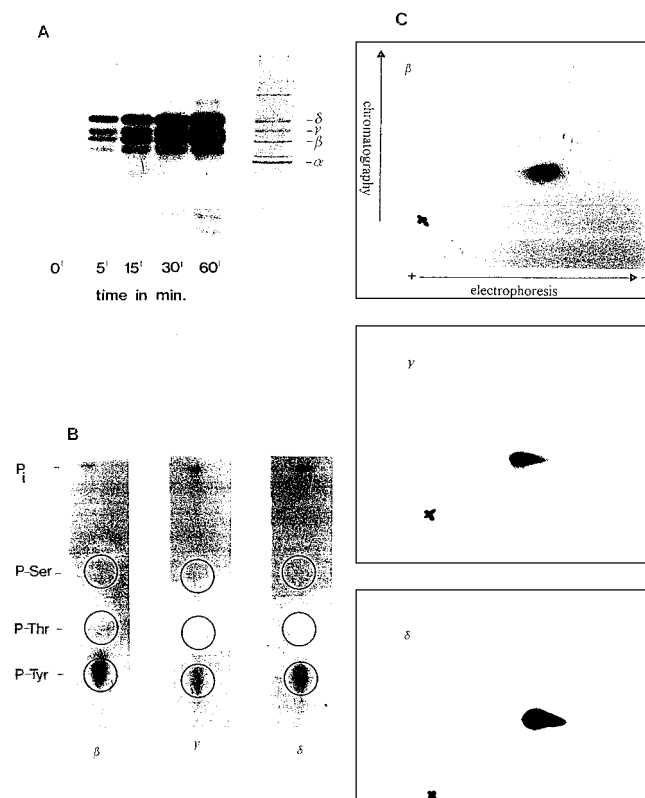 A
-δ
-γ
-β
-α
0' 5' 15' 30' 60'
time in min.
B
Pi -
P-Ser -
P-Thr -
P-Tyr -
β γ δ
C
β
chromatography
+
electrophoresis
γ
δ